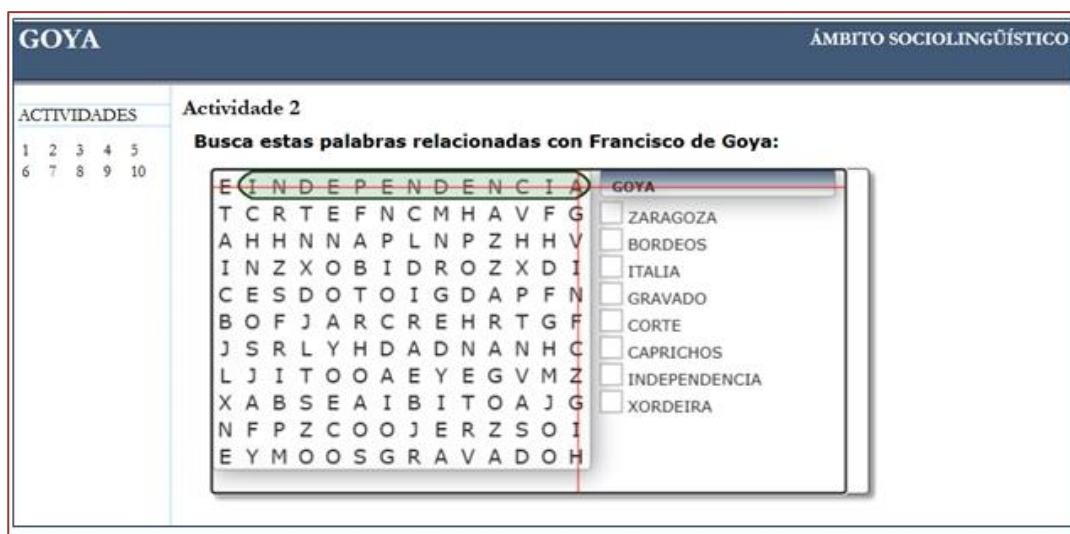 GOYA
ÁMBITO SOCIOLINGÜÍSTICO
ACTIVIDADES
1 2 3 4 5
6 7 8 9 10
Actividade 2
Busca estas palabras relacionadas con Francisco de Goya:
E I N D E P E N D E N C I A
T C R T E F N C M H A V F G
A H H N N A P L N P Z H H V
I N Z X O B I D R O Z X D I
C E S D O T O I G D A P F N
B O F J A R C R E H R T G F
J S R L Y H D A D N A N H C
L J I T O O A E Y E G V M Z
X A B S E A I B I T O A J G
N F P Z C O O J E R Z S O I
E Y M O O S G R A V A D O H
GOYA
ZARAGOZA
BORDEOS
ITALIA
GRAVADO
CORTE
CAPRICHOS
INDEPENDENCIA
XORDEIRA